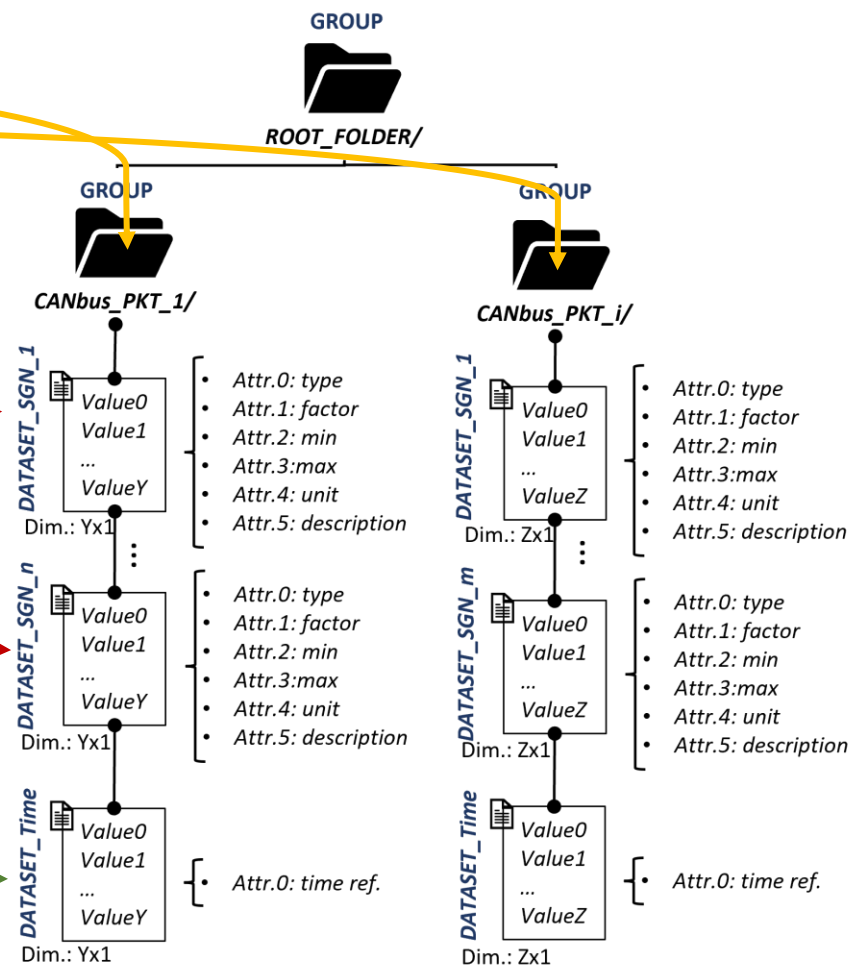 GROUP
ROOT_FOLDER/
GROUP
CANbus_PKT_1/
DATASET_SGN_1
Value0
Value1
...
ValueY
Dim.: Yx1
• Attr.0: type
• Attr.1: factor
• Attr.2: min
• Attr.3:max
• Attr.4: unit
• Attr.5: description
...
DATASET_SGN_n
Value0
Value1
...
ValueY
Dim.: Yx1
• Attr.0: type
• Attr.1: factor
• Attr.2: min
• Attr.3:max
• Attr.4: unit
• Attr.5: description
DATASET_Time
Value0
Value1
...
ValueY
Dim.: Yx1
• Attr.0: time ref.
GROUP
CANbus_PKT_i/
DATASET_SGN_1
Value0
Value1
...
ValueZ
Dim.: Zx1
• Attr.0: type
• Attr.1: factor
• Attr.2: min
• Attr.3:max
• Attr.4: unit
• Attr.5: description
...
DATASET_SGN_m
Value0
Value1
...
ValueZ
Dim.: Zx1
• Attr.0: type
• Attr.1: factor
• Attr.2: min
• Attr.3:max
• Attr.4: unit
• Attr.5: description
DATASET_Time
Value0
Value1
...
ValueZ
Dim.: Zx1
• Attr.0: time ref.